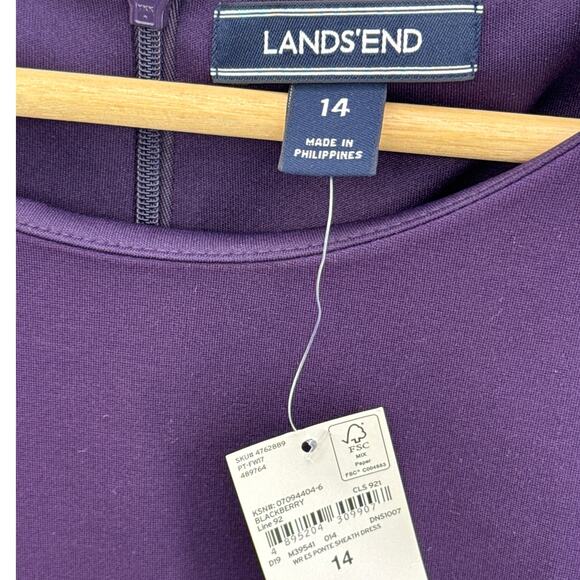 LANDS'END
14
MADE IN
PHILIPPINES
SKU# 4762889
PT-FW17
489764
FSC
MIX
Paper
FSC® C004553
KSN#: 07094404-6
BLACKBERRY
Line 92
CLS 921
4 895204 309907
D19 M39541 014 DNS1007
WR ES PONTE SHEATH DRESS
14